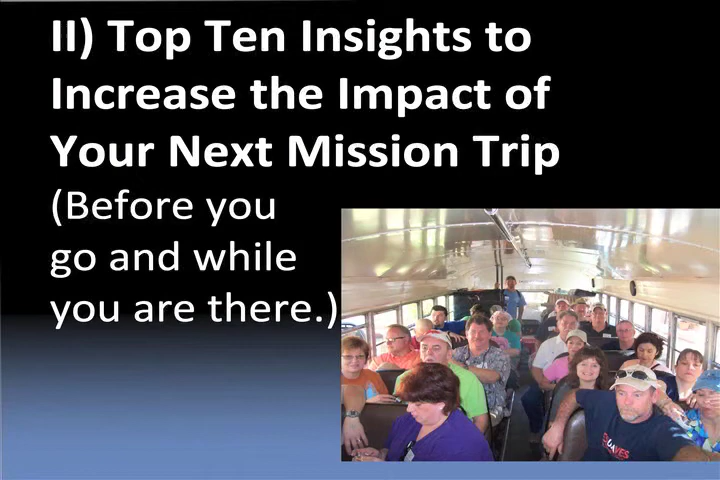 II) Top Ten Insights to
Increase the Impact of
Your Next Mission Trip
(Before you
go and while
you are there.)